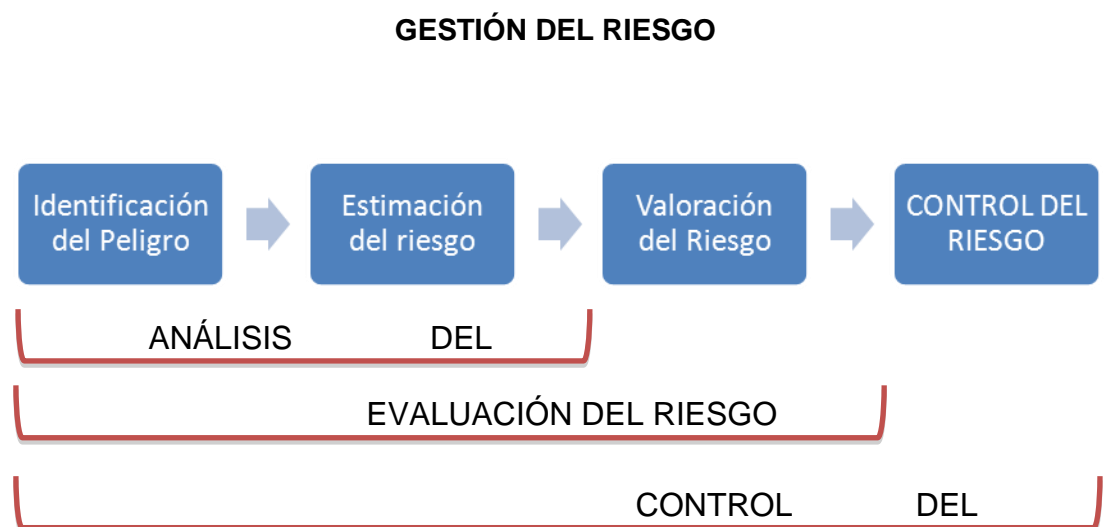 GESTIÓN DEL RIESGO
Identificación
del Peligro
Estimación
del riesgo
Valoración
del Riesgo
CONTROL DEL
RIESGO
ANÁLISIS DEL
EVALUACIÓN DEL RIESGO
CONTROL DEL